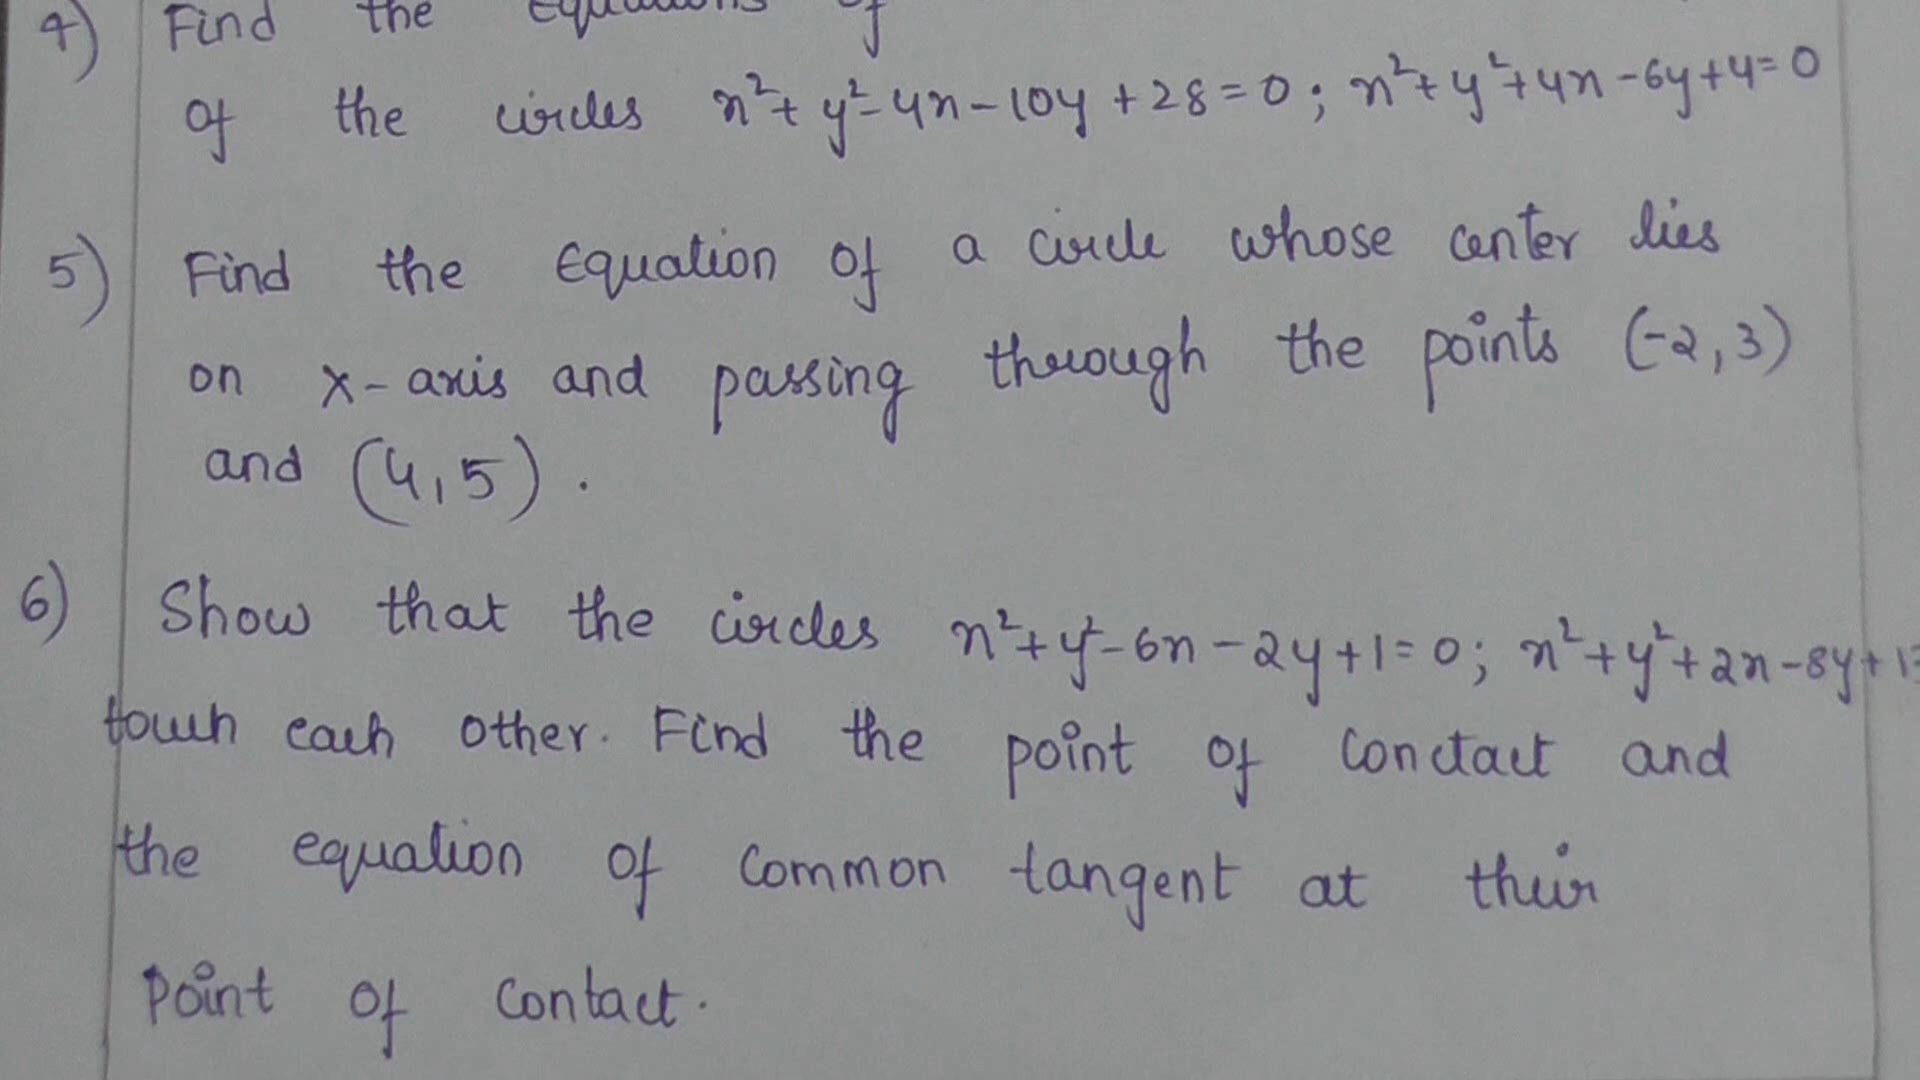 4) Find the Equations of
of the circles x²+y²-4x-10y+28=0; x²+y²+4x-6y+4=0
5) Find the Equation of a circle whose center lies
on x-axis and passing through the points (-2,3)
and (4,5).
6) Show that the circles x²+y²-6x-2y+1=0; x²+y²+2x-8y+1
touch each other. Find the point of conctact and
the equation of common tangent at their
point of contact.